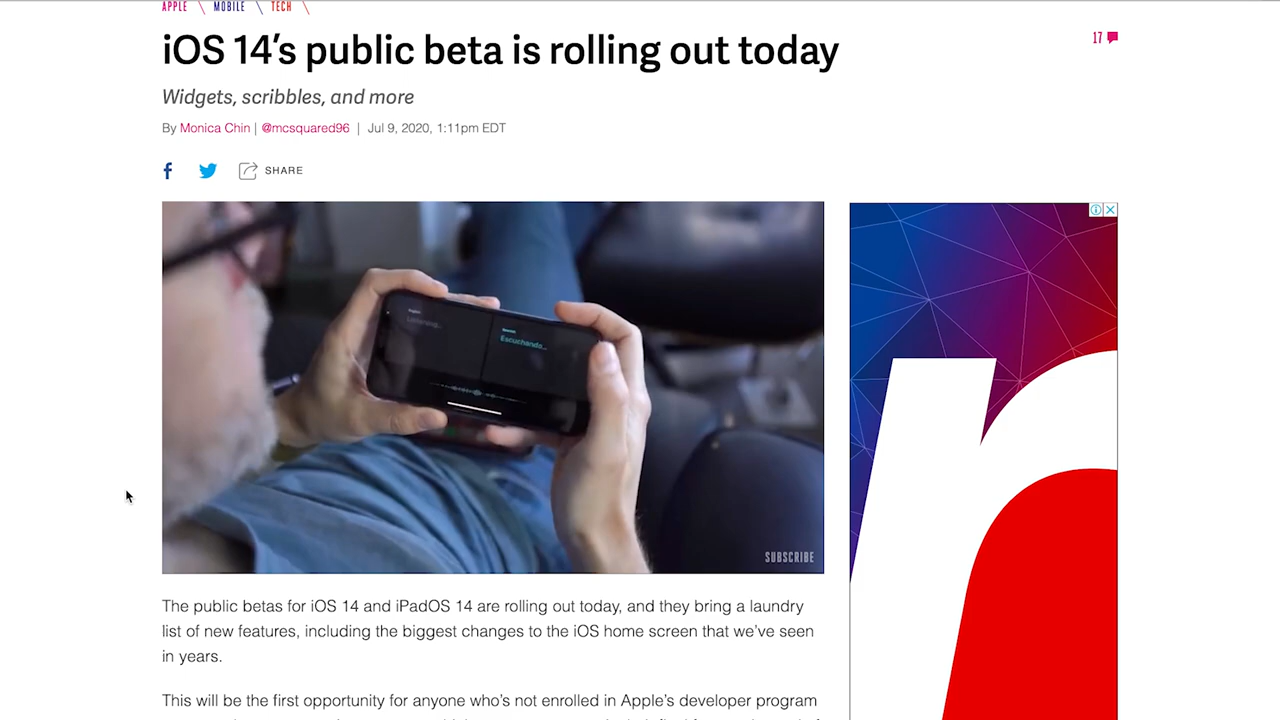 APPLE \ MOBILE \ TECH \
iOS 14's public beta is rolling out today
17
Widgets, scribbles, and more
By Monica Chin | @mcsquared96 | Jul 9, 2020, 1:11pm EDT
SHARE
Listening...
Escuchando...
SUBSCRIBE
The public betas for iOS 14 and iPadOS 14 are rolling out today, and they bring a laundry
list of new features, including the biggest changes to the iOS home screen that we've seen
in years.
This will be the first opportunity for anyone who's not enrolled in Apple's developer program